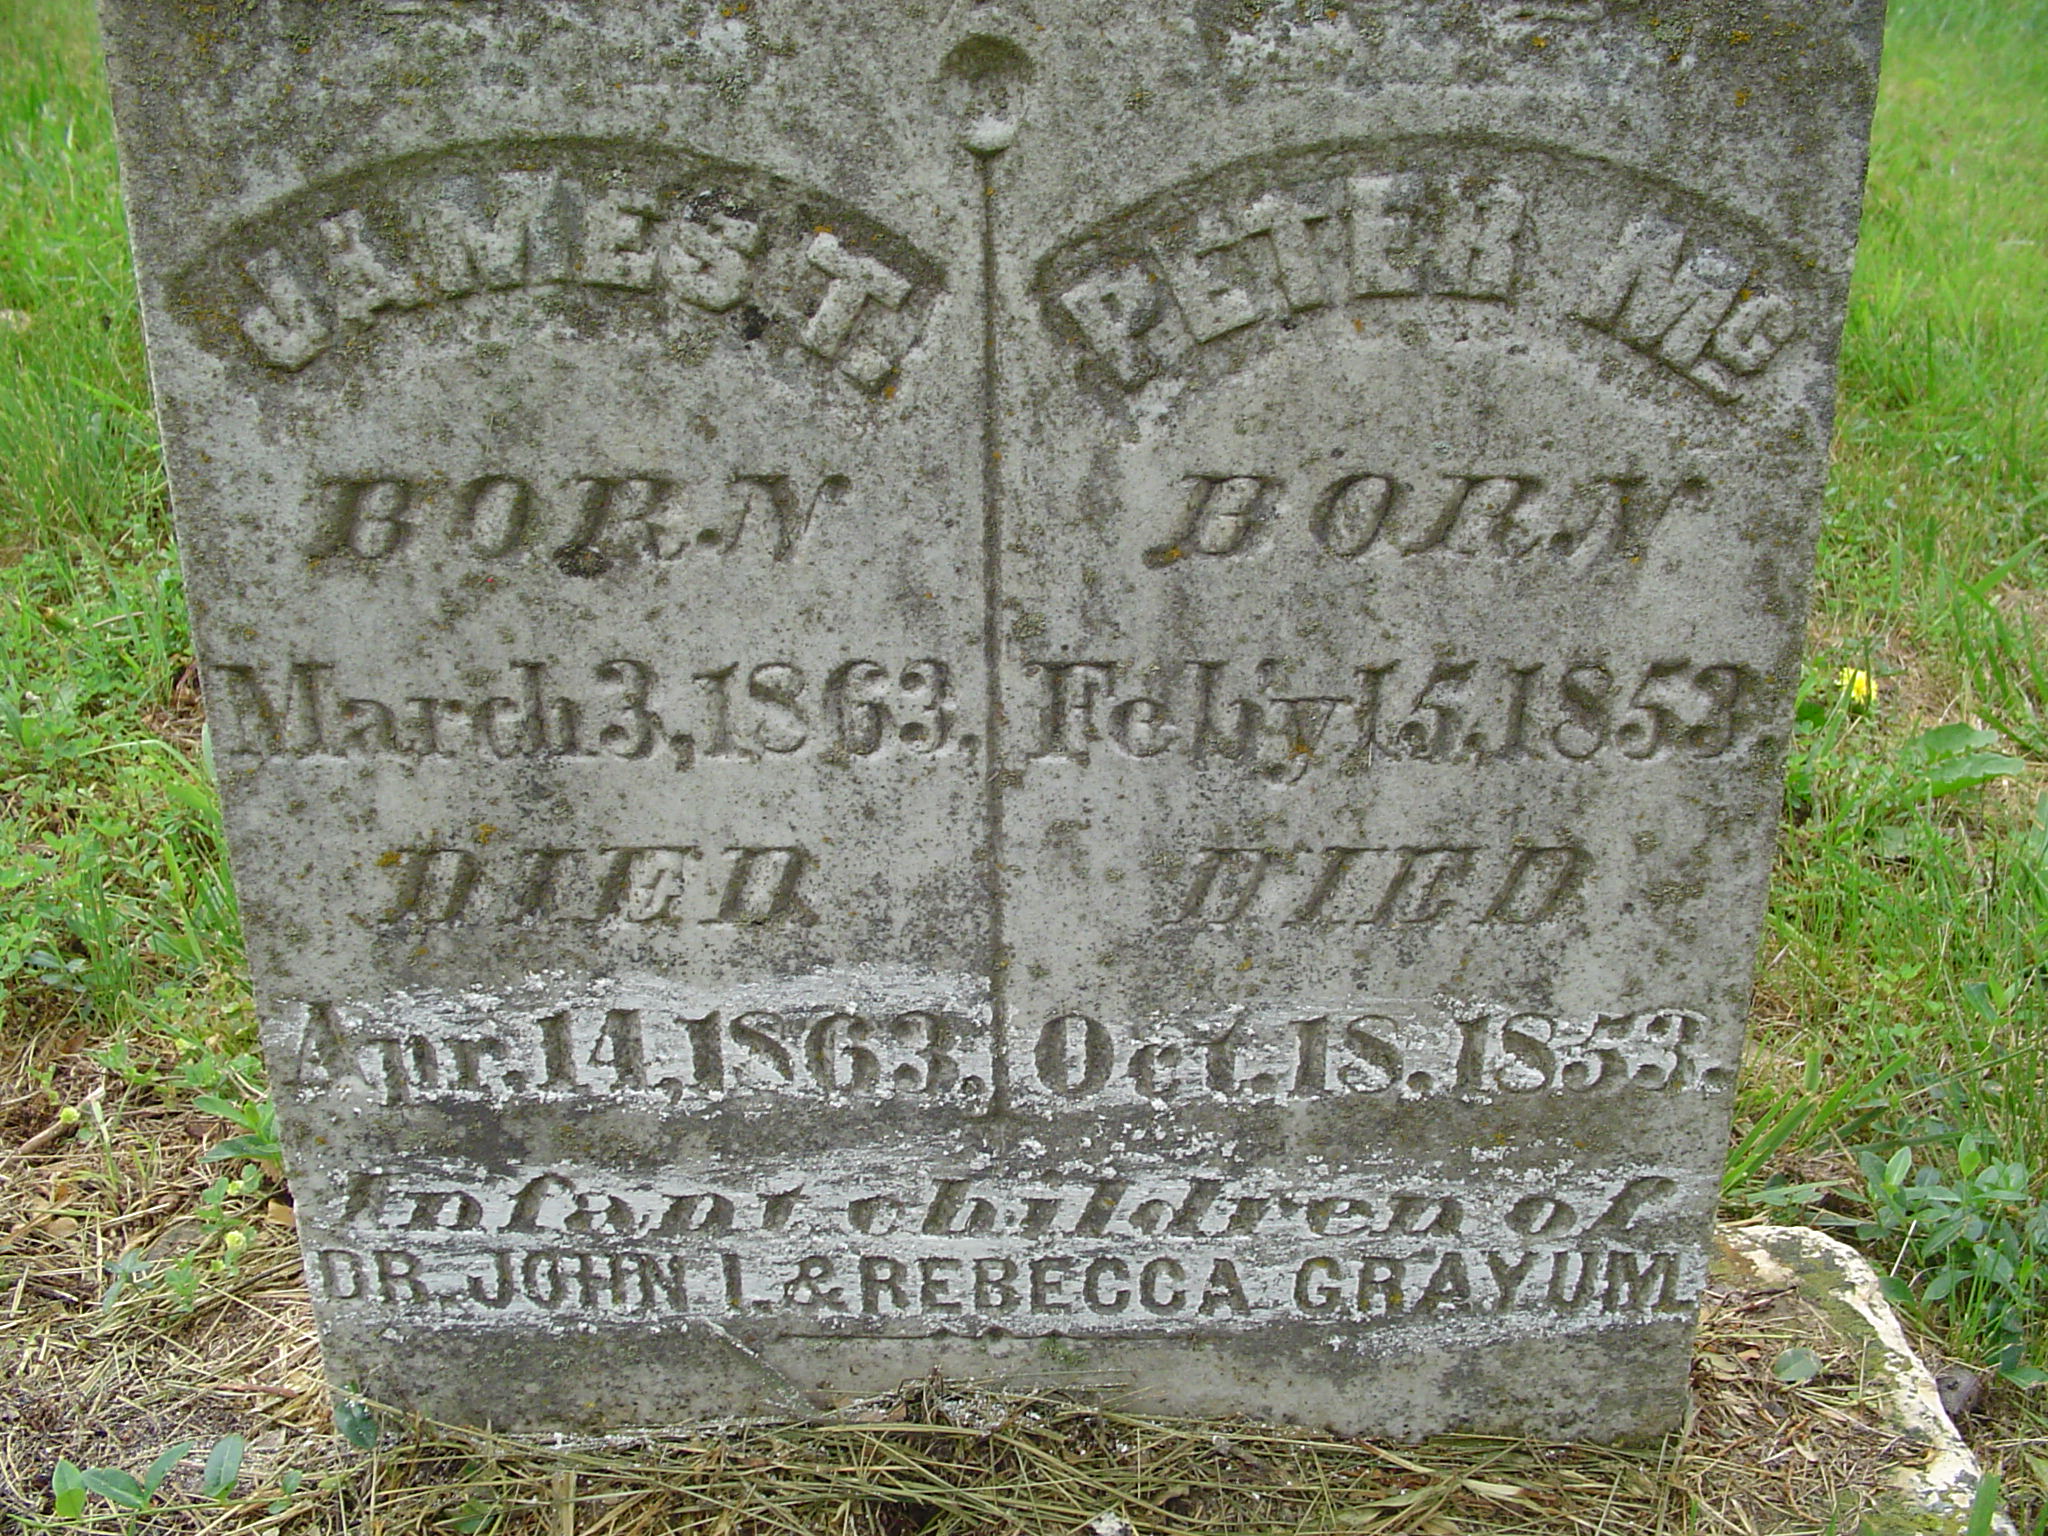 JAMES T.
BORN
March 3, 1863.
DIED
Apr. 14, 1863.
PETER Mc
BORN
Feb'y, 15, 1853.
DIED
Oct. 18. 1853.
Infant children of
DR. JOHN I. & REBECCA GRAYUM